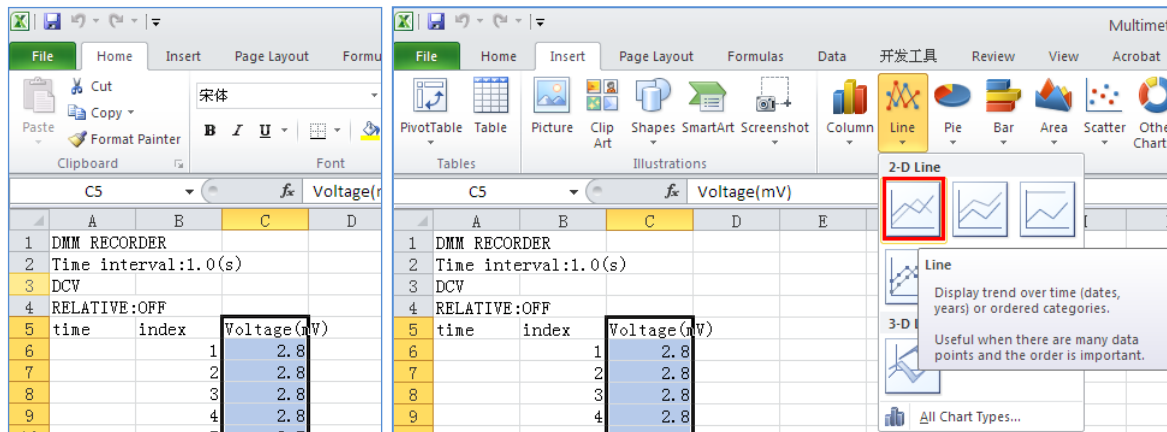 File Home Insert Page Layout Formu
Cut
Copy
Format Painter
Paste
宋体
B I U
Clipboard Font
C5 fx Voltage(m
A B C D
1 DMM RECORDER
2 Time interval:1.0(s)
3 DCV
4 RELATIVE:OFF
5 time index Voltage(mV)
6 1 2.8
7 2 2.8
8 3 2.8
9 4 2.8
Multimet
File Home Insert Page Layout Formulas Data 开发工具 Review View Acrobat
PivotTable Table Picture Clip Art Shapes SmartArt Screenshot Column Line Pie Bar Area Scatter Othe
Chart
Tables Illustrations
2-D Line
C5 fx Voltage(mV)
A B C D E
1 DMM RECORDER
2 Time interval:1.0(s)
3 DCV
4 RELATIVE:OFF
5 time index Voltage(mV)
6 1 2.8
7 2 2.8
8 3 2.8
9 4 2.8
Line
Display trend over time (dates,
years) or ordered categories.
Useful when there are many data
points and the order is important.
3-D L
All Chart Types...